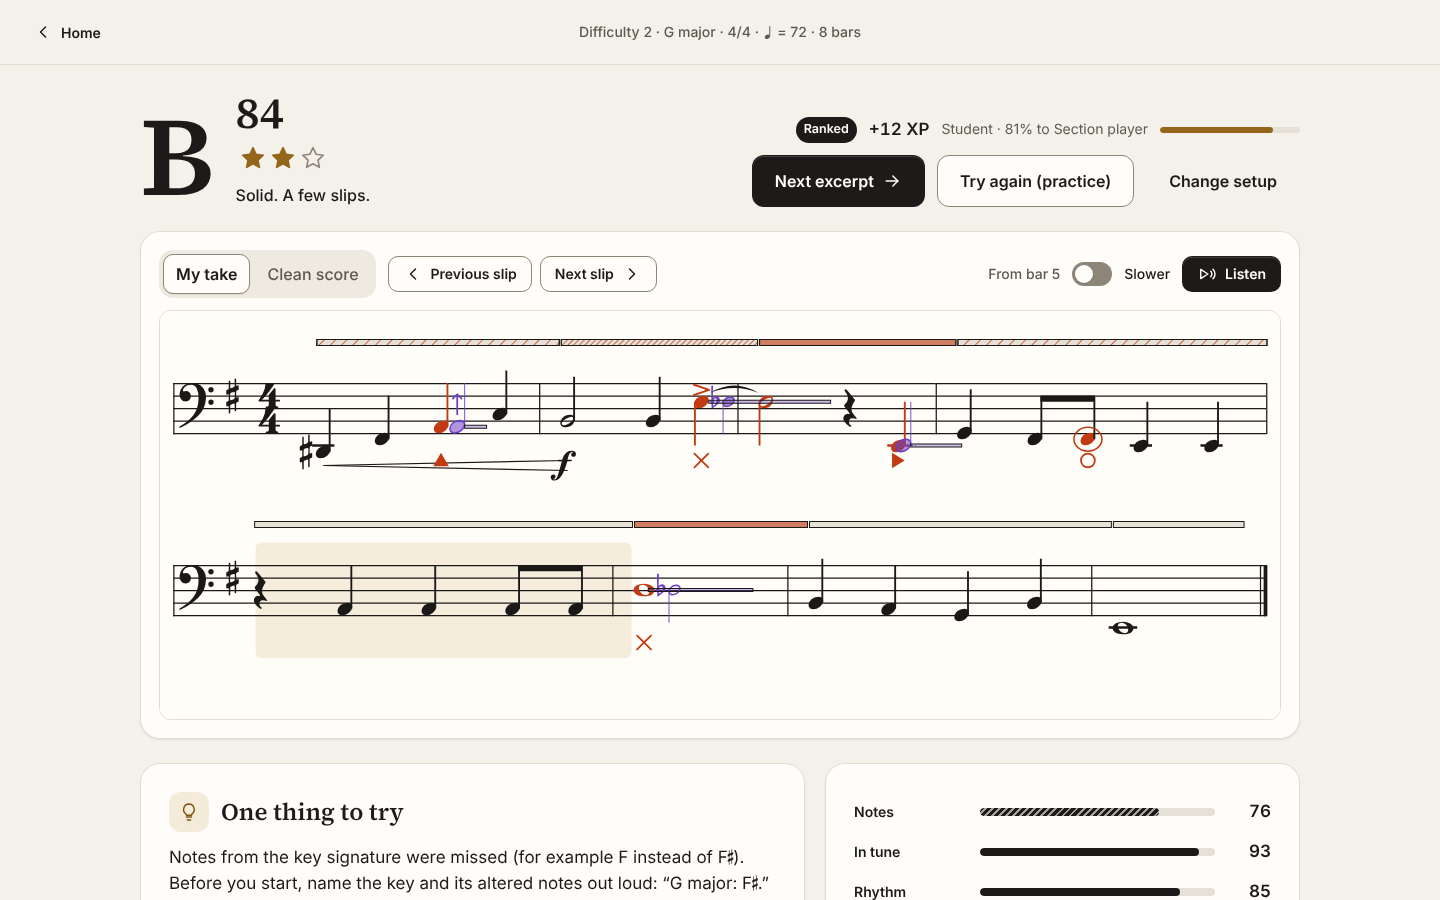 Home
Difficulty 2 · G major · 4/4 · ♩ = 72 · 8 bars
B
84
Solid. A few slips.
Ranked +12 XP Student · 81% to Section player
Next excerpt →
Try again (practice)
Change setup
My take
Clean score
Previous slip
Next slip
From bar 5
Slower
Listen
f
One thing to try
Notes from the key signature were missed (for example F instead of F♯).
Before you start, name the key and its altered notes out loud: “G major: F♯.”
Notes 76
In tune 93
Rhythm 85